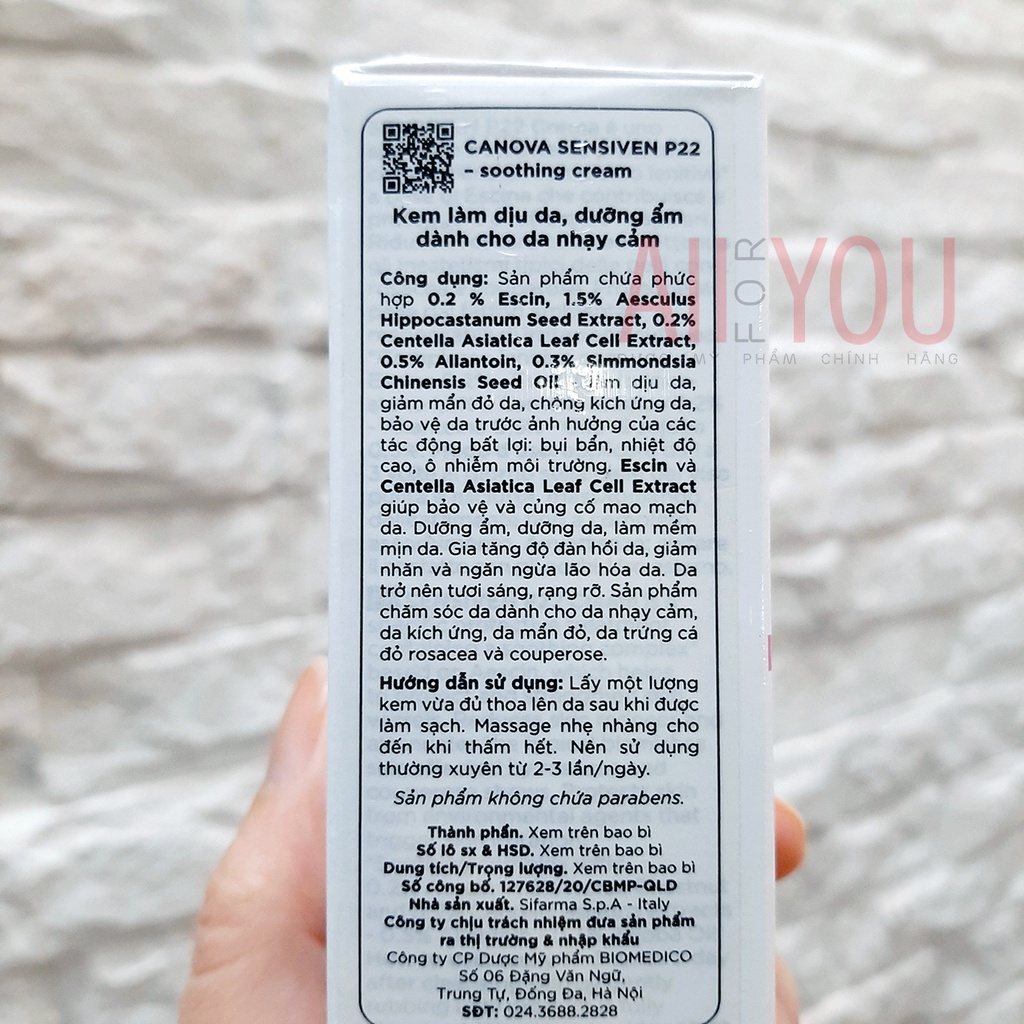 CANOVA SENSIVEN P22
– soothing cream
Kem làm dịu da, dưỡng ẩm
dành cho da nhạy cảm
Công dụng: Sản phẩm chứa phức
hợp 0.2 % Escin, 1.5% Aesculus
Hippocastanum Seed Extract, 0.2%
Centella Asiatica Leaf Cell Extract,
0.5% Allantoin, 0.3% Simmondsia
Chinensis Seed Oil dịu da,
giảm mẩn đỏ da, chống kích ứng da,
bảo vệ da trước ảnh hưởng của các
tác động bất lợi: bụi bẩn, nhiệt độ
cao, ô nhiễm môi trường. Escin và
Centella Asiatica Leaf Cell Extract
giúp bảo vệ và củng cố mao mạch
da. Dưỡng ẩm, dưỡng da, làm mềm
mịn da. Gia tăng độ đàn hồi da, giảm
nhăn và ngăn ngừa lão hóa da. Da
trở nên tươi sáng, rạng rỡ. Sản phẩm
chăm sóc da dành cho da nhạy cảm,
da kích ứng, da mẩn đỏ, da trứng cá
đỏ rosacea và couperose.
Hướng dẫn sử dụng: Lấy một lượng
kem vừa đủ thoa lên da sau khi được
làm sạch. Massage nhẹ nhàng cho
đến khi thấm hết. Nên sử dụng
thường xuyên từ 2-3 lần/ngày.
Sản phẩm không chứa parabens.
Thành phần. Xem trên bao bì
Số lô sx & HSD. Xem trên bao bì
Dung tích/Trọng lượng. Xem trên bao bì
Số công bố. 127628/20/CBMP-QLD
Nhà sản xuất. Sifarma S.p.A - Italy
Công ty chịu trách nhiệm đưa sản phẩm
ra thị trường & nhập khẩu
Công ty CP Dược Mỹ phẩm BIOMEDICO
Số 06 Đặng Văn Ngữ,
Trung Tự, Đống Đa, Hà Nội
SĐT: 024.3688.2828
All FOR YOU
MỸ PHẨM CHÍNH HÃNG